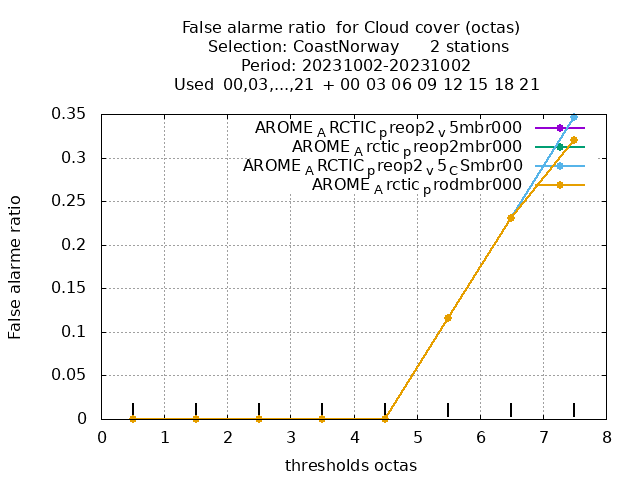 False alarme ratio  for Cloud cover (octas)
Selection: CoastNorway      2 stations
Period: 20231002-20231002
Used  00,03,...,21  + 00 03 06 09 12 15 18 21
0.35
0.3
0.25
0.2
0.15
0.1
0.05
0
False alarme ratio
AROME_ARCTIC_preop2_v5mbr000
AROME_Arctic_preop2mbr000
AROME_ARCTIC_preop2_v5_CSmbr00
AROME_Arctic_prodmbr000
0 1 2 3 4 5 6 7 8
thresholds octas